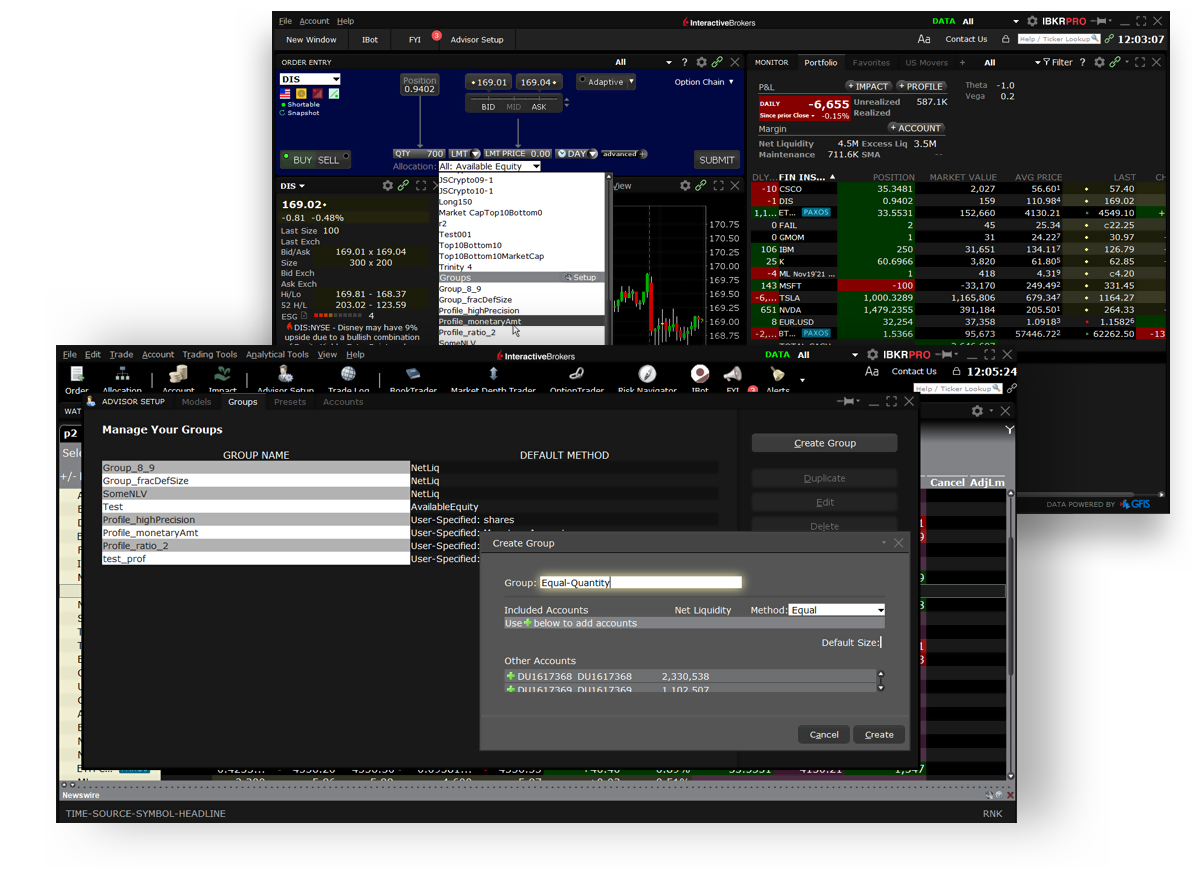 File Account Help
InteractiveBrokers
DATA All
IBKRPRO
New Window IBot FYI 3 Advisor Setup
Aa Contact Us Help / Ticker Lookup 12:03:07
ORDER ENTRY All ?
DIS
Shortable
Snapshot
Position
0.9402
169.01 169.04
BID MID ASK
Adaptive
Option Chain
BUY SELL
QTY 700 LMT LMT PRICE 0.00 DAY advanced +
Allocation: All: Available Equity
SUBMIT
JSCrypto09-1
JSCrypto10-1
Long150
Market CapTop10Bottom0
r2
Test001
Top10Bottom10
Top10Bottom10MarketCap
Trinity 4
Groups Setup
Group_8_9
Group_fracDefSize
Profile_highPrecision
Profile_monetaryAmt
Profile_ratio_2
SomeNLV
DIS
169.02
-0.81 -0.48%
Last Size 100
Last Exch
Bid/Ask 169.01 x 169.04
Size 300 x 200
Bid Exch
Ask Exch
Hi/Lo 169.81 - 168.37
52 H/L 203.02 - 123.59
ESG 4
DIS:NYSE - Disney may have 9%
upside due to a bullish combination
View
170.75
170.50
170.25
170.00
169.75
169.50
169.25
169.00
168.75
MONITOR Portfolio Favorites US Movers + All Filter ?
P&L + IMPACT + PROFILE
DAILY -6,655
Since prior Close -0.15%
Unrealized 587.1K
Realized
Theta -1.0
Vega 0.2
Margin + ACCOUNT
Net Liquidity 4.5M Excess Liq 3.5M
Maintenance 711.6K SMA --
DLY... FIN INS... POSITION MARKET VALUE AVG PRICE LAST CH
-10 CSCO 35.3481 2,027 56.601 57.40
-1 DIS 0.9402 159 110.984 169.02
1,1... ET... PAXOS 33.5531 152,660 4130.21 4549.10 +
0 FAIL 2 45 25.34 c22.25
0 GMOM 1 31 24.227 30.97
106 IBM 250 31,651 134.117 126.79
25 K 60.6966 3,820 61.805 62.85
-4 ML Nov19'21 ... 1 418 4.319 c4.20
143 MSFT -100 -33,170 249.492 331.45
-6,... TSLA 1,000.3289 1,165,806 679.347 1164.27
651 NVDA 1,479.2355 391,184 205.501 264.33
8 EUR.USD 32,254 37,358 1.09183 1.15826
-2,... BT... PAXOS 1.5366 95,673 57446.722 62262.50 -13
DATA POWERED BY GFIS
File Edit Trade Account Trading Tools Analytical Tools View Help
InteractiveBrokers
DATA All
IBKRPRO
Order Allocation Account Impact Advisor Setup Trade Log BookTrader Market Depth Trader OptionTrader Risk Navigator IBot FYI 3 Alerts
Aa Contact Us 12:05:24
Help / Ticker Lookup
WAT
p2
Sele
+/-
Cancel AdjLm
ADVISOR SETUP Models Groups Presets Accounts
Manage Your Groups
GROUP NAME DEFAULT METHOD
Group_8_9 NetLiq
Group_fracDefSize NetLiq
SomeNLV NetLiq
Test AvailableEquity
Profile_highPrecision User-Specified: shares
Profile_monetaryAmt User-Specified:
Profile_ratio_2 User-Specified:
test_prof User-Specified:
Create Group
Duplicate
Edit
Delete
Create Group
Group: Equal-Quantity
Included Accounts Net Liquidity Method: Equal
Use + below to add accounts
Default Size:
Other Accounts
DU1617368 DU1617368 2,330,538
DU1617369 DU1617369 1,102,507
Cancel Create
Newswire
TIME-SOURCE-SYMBOL-HEADLINE RNK